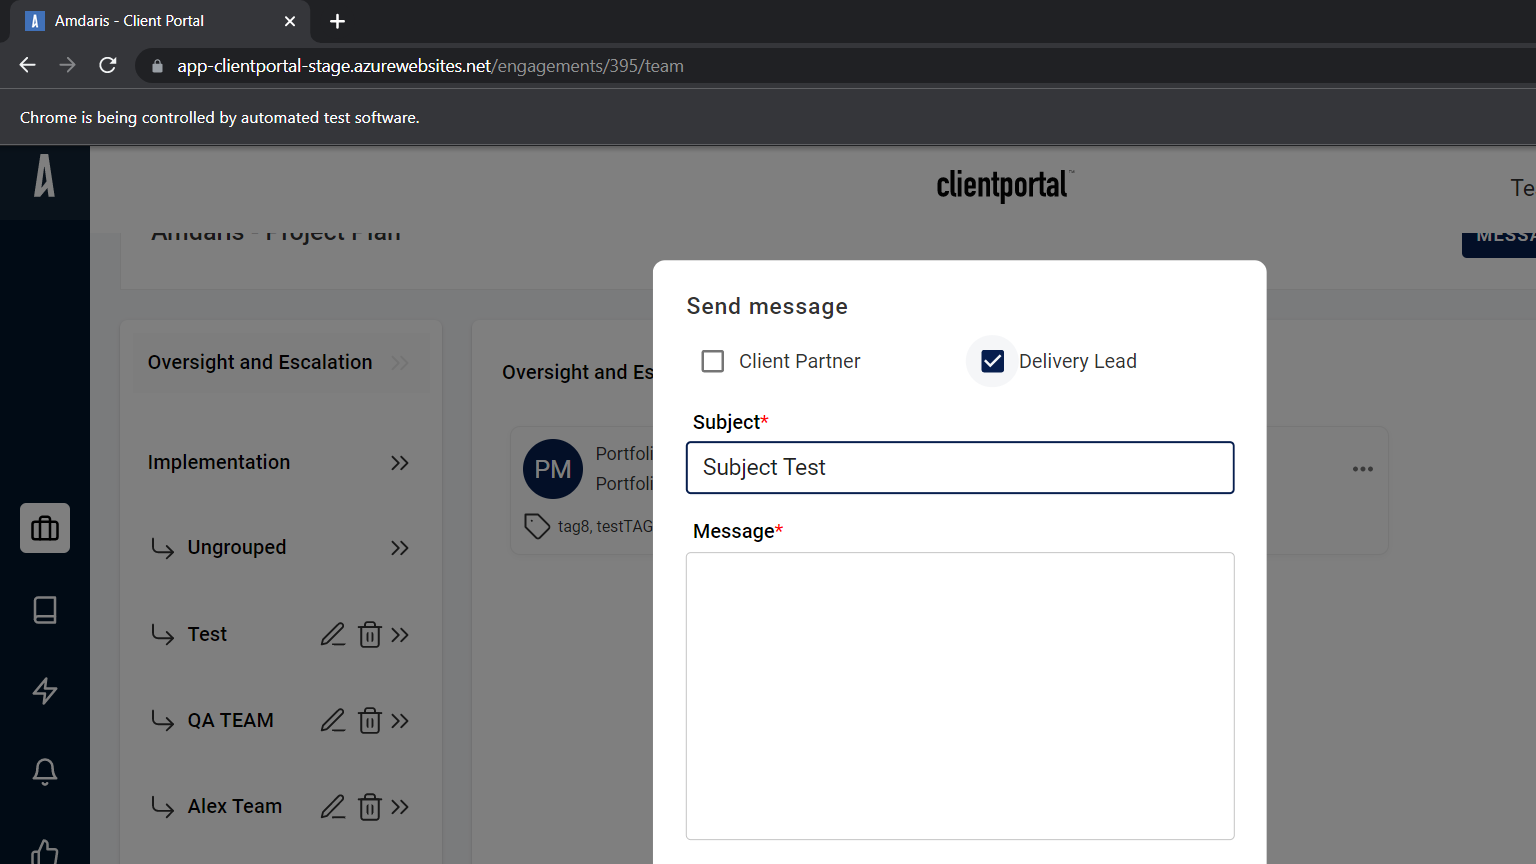 Amdaris - Client Portal
app-clientportal-stage.azurewebsites.net/engagements/395/team
Chrome is being controlled by automated test software.
clientportal™
Te
Amdaris - Project Plan
MESSA
Send message
Client Partner
Delivery Lead
Subject*
Subject Test
Message*
Oversight and Escalation
Implementation
Ungrouped
Test
QA TEAM
Alex Team
Oversight and Es
PM
Portfoli
Portfoli
tag8, testTAG